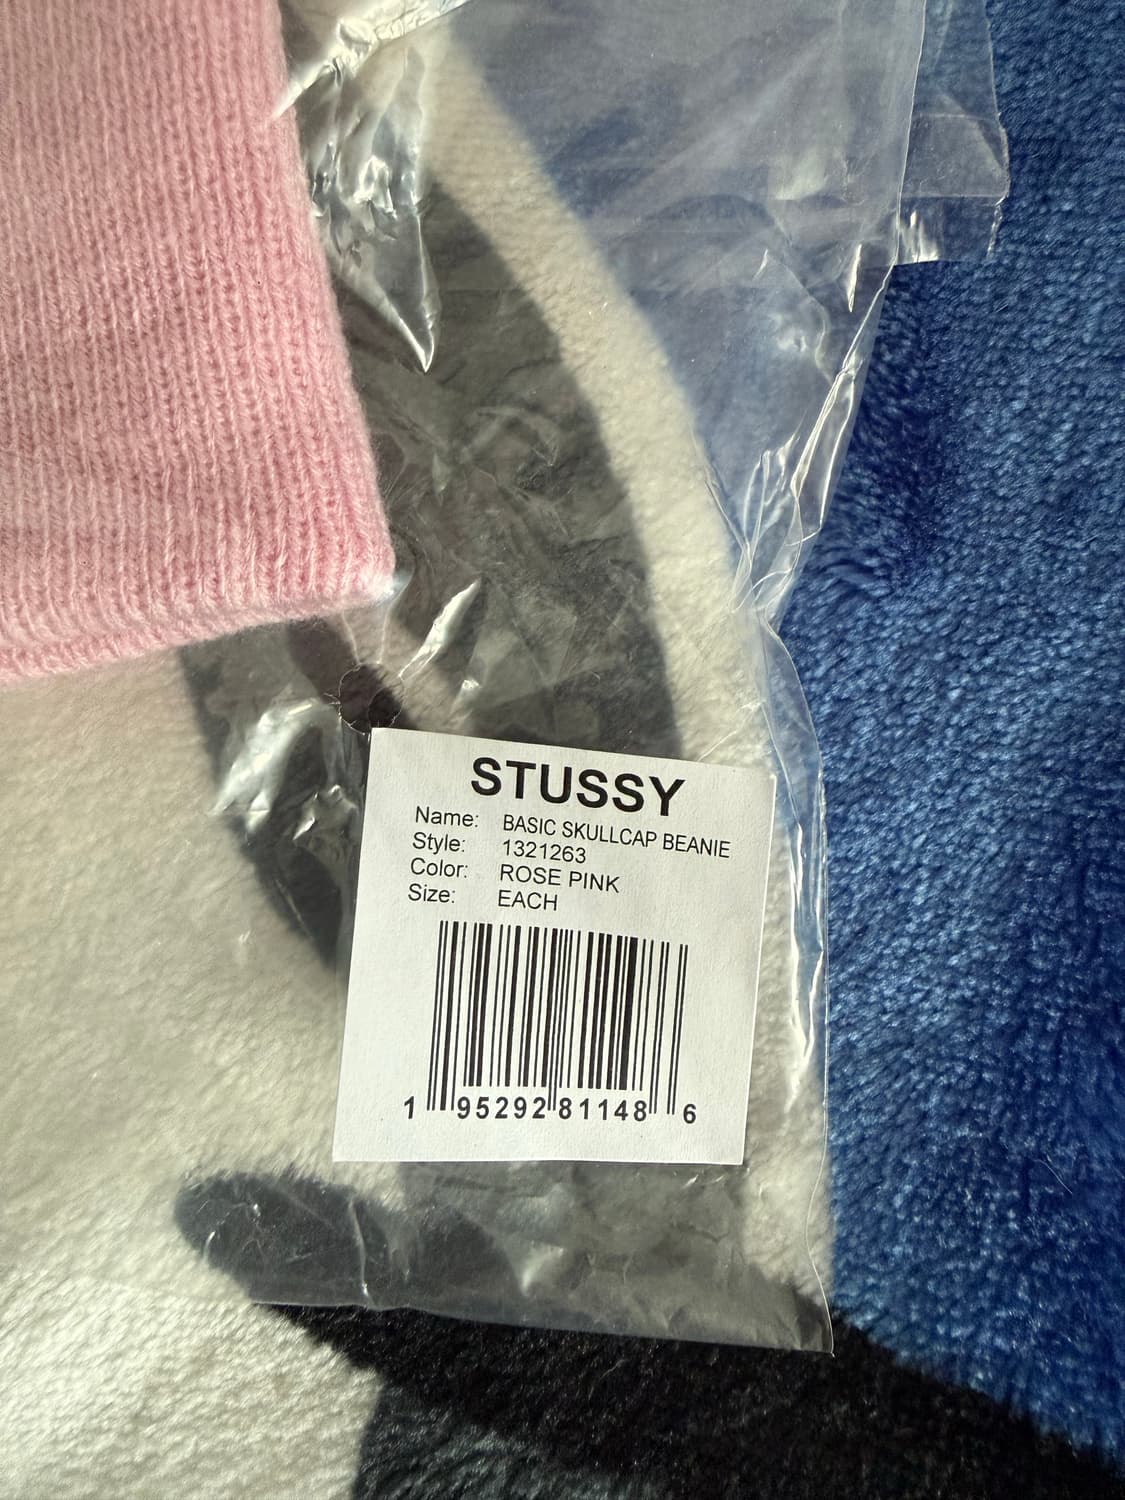 STUSSY
Name: BASIC SKULLCAP BEANIE
Style: 1321263
Color: ROSE PINK
Size: EACH
1 95292 81148 6